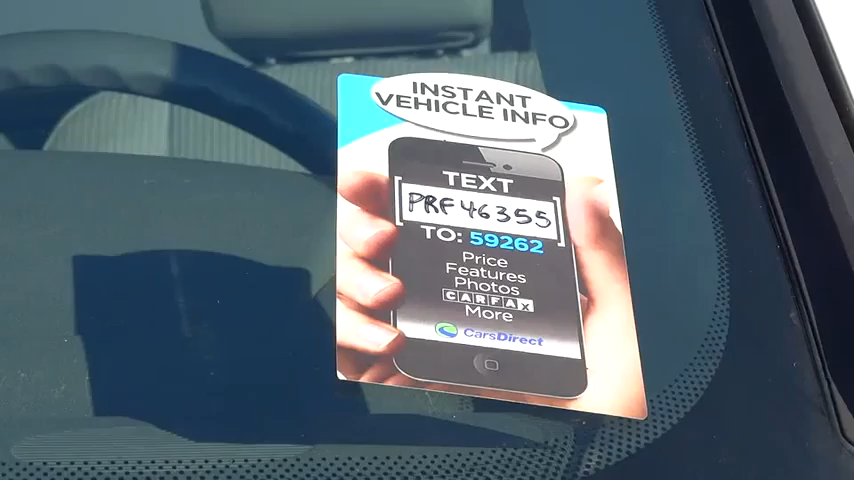 INSTANT
VEHICLE INFO
TEXT
PRF46355
TO: 59262
Price
Features
Photos
CARFAX
More
CarsDirect